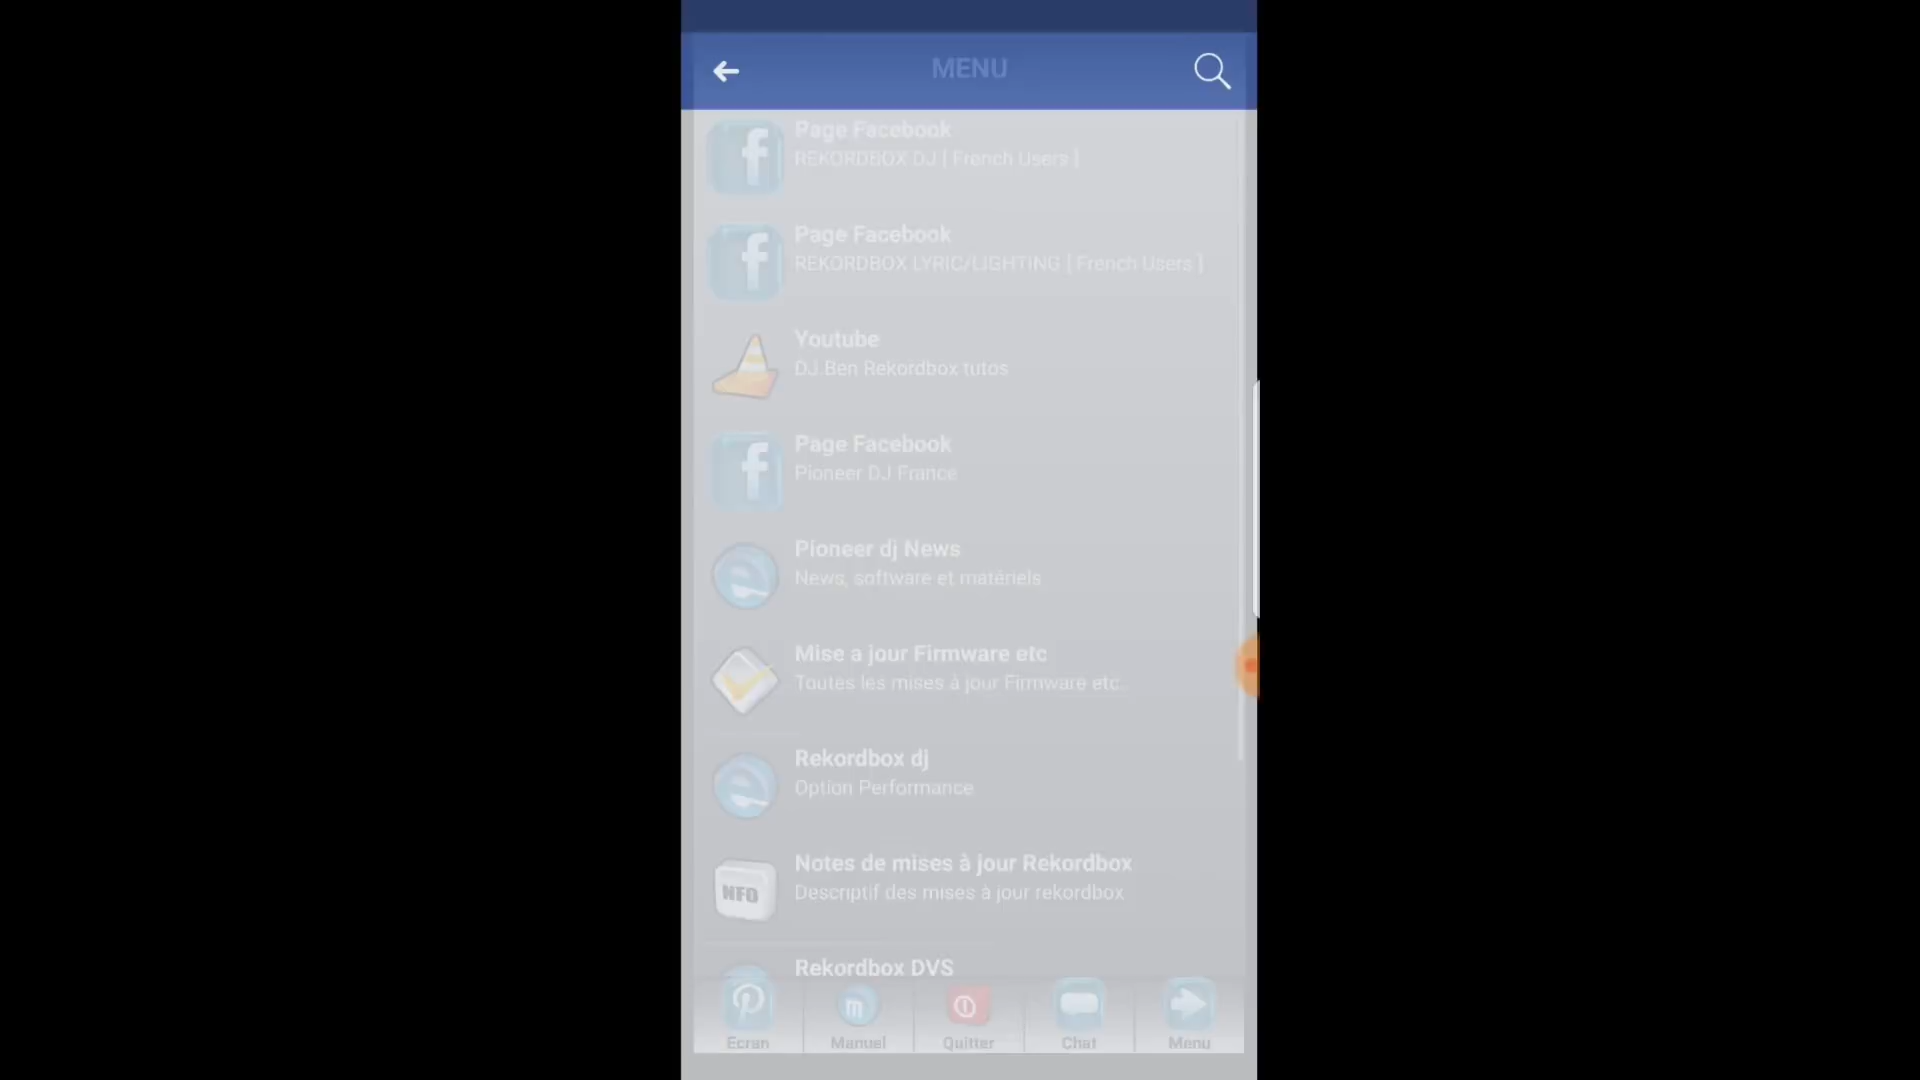 MENU
Page Facebook
REKORDBOX DJ [ French Users ]
Page Facebook
REKORDBOX LYRIC/LIGHTING [ French Users ]
Youtube
DJ Ben Rekordbox tutos
Page Facebook
Pioneer DJ France
Pioneer dj News
News, software et matériels
Mise a jour Firmware etc
Toutes les mises à jour Firmware etc..
Rekordbox dj
Option Performance
Notes de mises à jour Rekordbox
NFO
Descriptif des mises à jour rekordbox
Rekordbox DVS
Ecran
Manuel
Quitter
Chat
Menu